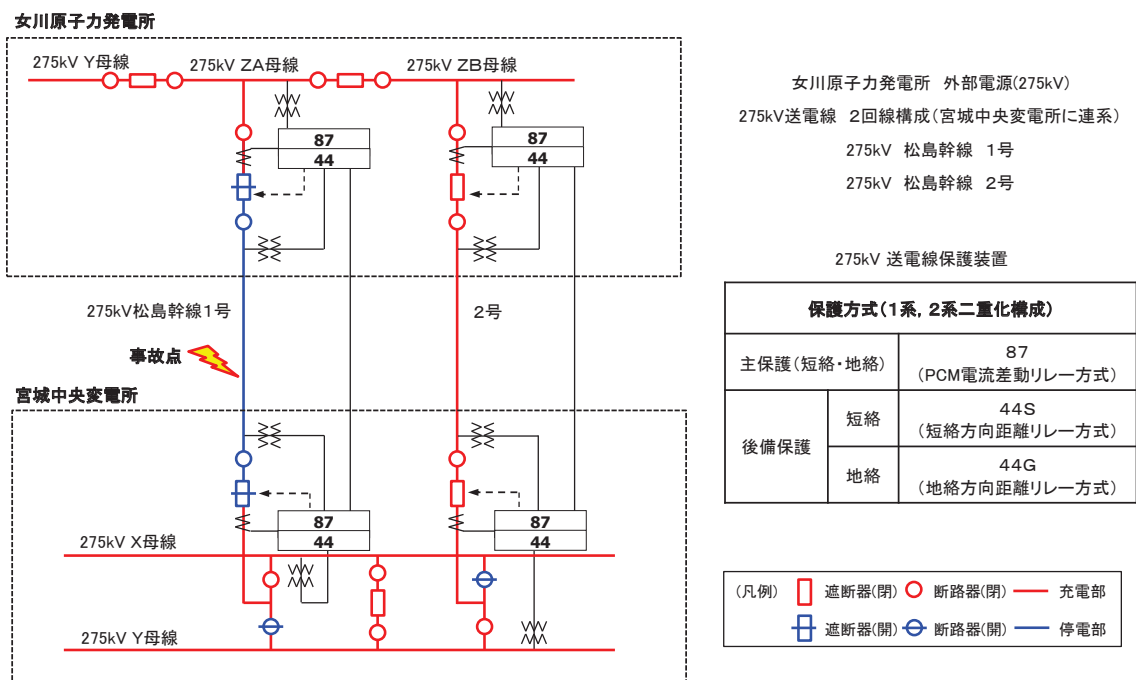 女川原子力発電所
275kV Y母線
275kV ZA母線
275kV ZB母線
87
44
87
44
275kV松島幹線1号
2号
事故点
宮城中央変電所
87
44
87
44
275kV X母線
275kV Y母線
女川原子力発電所 外部電源(275kV)
275kV送電線 2回線構成(宮城中央変電所に連系)
275kV 松島幹線 1号
275kV 松島幹線 2号
275kV 送電線保護装置
保護方式(1系, 2系二重化構成)
主保護(短絡・地絡)
87
(PCM電流差動リレー方式)
後備保護
短絡
44S
(短絡方向距離リレー方式)
地絡
44G
(地絡方向距離リレー方式)
(凡例) 遮断器(閉) 断路器(閉) 充電部
遮断器(開) 断路器(開) 停電部